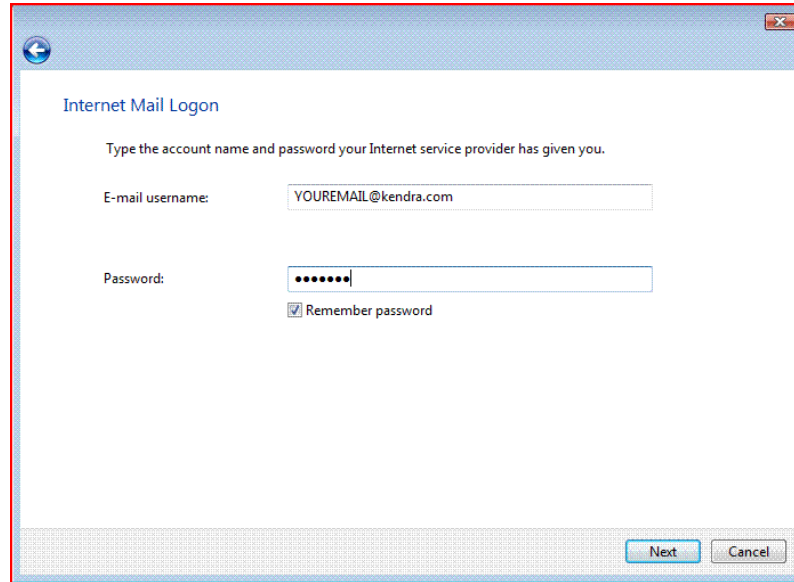 Internet Mail Logon
Type the account name and password your Internet service provider has given you.
E-mail username: YOUREMAIL@kendra.com
Password: •••••••
Remember password
Next Cancel